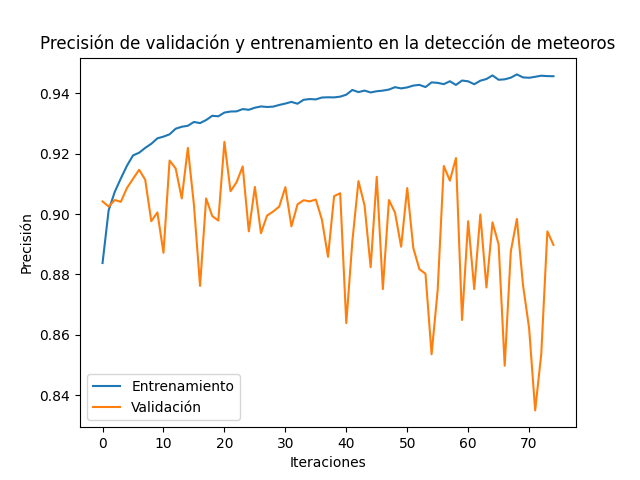 Precisión de validación y entrenamiento en la detección de meteoros
0.94
0.92
0.90
0.88
0.86
0.84
Precisión
Entrenamiento
Validación
0 10 20 30 40 50 60 70
Iteraciones